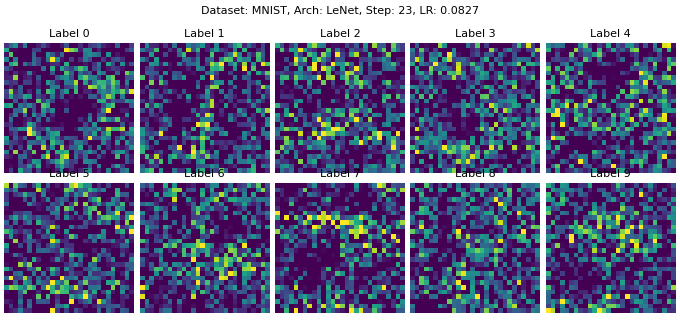 Dataset: MNIST, Arch: LeNet, Step: 23, LR: 0.0827
Label 0 Label 1 Label 2 Label 3 Label 4
Label 5 Label 6 Label 7 Label 8 Label 9